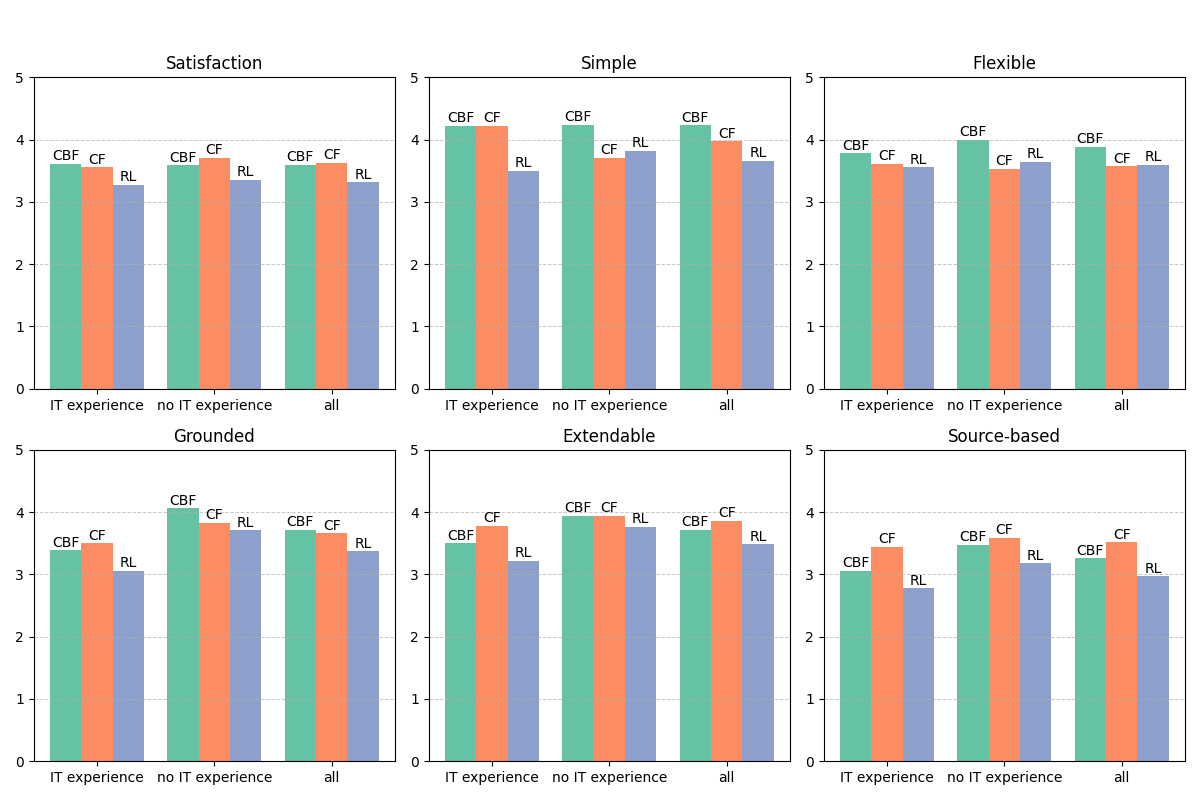 Satisfaction
5
4
3
2
1
0
CBF CF RL
CBF CF RL
CBF CF RL
IT experience no IT experience all
Simple
5
4
3
2
1
0
CBF CF RL
CBF CF RL
CBF CF RL
IT experience no IT experience all
Flexible
5
4
3
2
1
0
CBF CF RL
CBF CF RL
CBF CF RL
IT experience no IT experience all
Grounded
5
4
3
2
1
0
CBF CF RL
CBF CF RL
CBF CF RL
IT experience no IT experience all
Extendable
5
4
3
2
1
0
CBF CF RL
CBF CF RL
CBF CF RL
IT experience no IT experience all
Source-based
5
4
3
2
1
0
CBF CF RL
CBF CF RL
CBF CF RL
IT experience no IT experience all